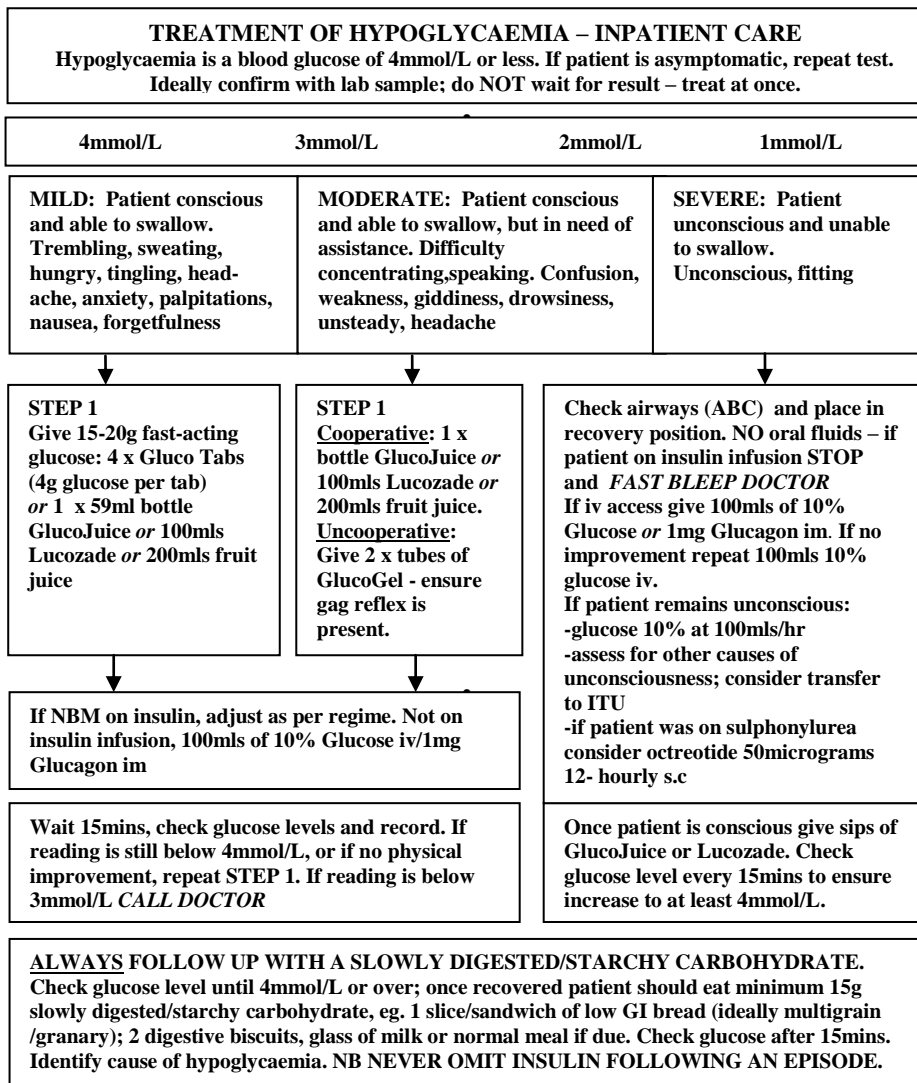 TREATMENT OF HYPOGLYCAEMIA – INPATIENT CARE
Hypoglycaemia is a blood glucose of 4mmol/L or less. If patient is asymptomatic, repeat test.
Ideally confirm with lab sample; do NOT wait for result – treat at once.
4mmol/L 3mmol/L 2mmol/L 1mmol/L
MILD: Patient conscious
and able to swallow.
Trembling, sweating,
hungry, tingling, head-
ache, anxiety, palpitations,
nausea, forgetfulness
MODERATE: Patient conscious
and able to swallow, but in need of
assistance. Difficulty
concentrating,speaking. Confusion,
weakness, giddiness, drowsiness,
unsteady, headache
SEVERE: Patient
unconscious and unable
to swallow.
Unconscious, fitting
STEP 1
Give 15-20g fast-acting
glucose: 4 x Gluco Tabs
(4g glucose per tab)
or 1 x 59ml bottle
GlucoJuice or 100mls
Lucozade or 200mls fruit
juice
STEP 1
Cooperative: 1 x
bottle GlucoJuice or
100mls Lucozade or
200mls fruit juice.
Uncooperative:
Give 2 x tubes of
GlucoGel - ensure
gag reflex is
present.
Check airways (ABC) and place in
recovery position. NO oral fluids – if
patient on insulin infusion STOP
and FAST BLEEP DOCTOR
If iv access give 100mls of 10%
Glucose or 1mg Glucagon im. If no
improvement repeat 100mls 10%
glucose iv.
If patient remains unconscious:
-glucose 10% at 100mls/hr
-assess for other causes of
unconsciousness; consider transfer
to ITU
-if patient was on sulphonylurea
consider octreotide 50micrograms
12- hourly s.c
If NBM on insulin, adjust as per regime. Not on
insulin infusion, 100mls of 10% Glucose iv/1mg
Glucagon im
Wait 15mins, check glucose levels and record. If
reading is still below 4mmol/L, or if no physical
improvement, repeat STEP 1. If reading is below
3mmol/L CALL DOCTOR
Once patient is conscious give sips of
GlucoJuice or Lucozade. Check
glucose level every 15mins to ensure
increase to at least 4mmol/L.
ALWAYS FOLLOW UP WITH A SLOWLY DIGESTED/STARCHY CARBOHYDRATE.
Check glucose level until 4mmol/L or over; once recovered patient should eat minimum 15g
slowly digested/starchy carbohydrate, eg. 1 slice/sandwich of low GI bread (ideally multigrain
/granary); 2 digestive biscuits, glass of milk or normal meal if due. Check glucose after 15mins.
Identify cause of hypoglycaemia. NB NEVER OMIT INSULIN FOLLOWING AN EPISODE.